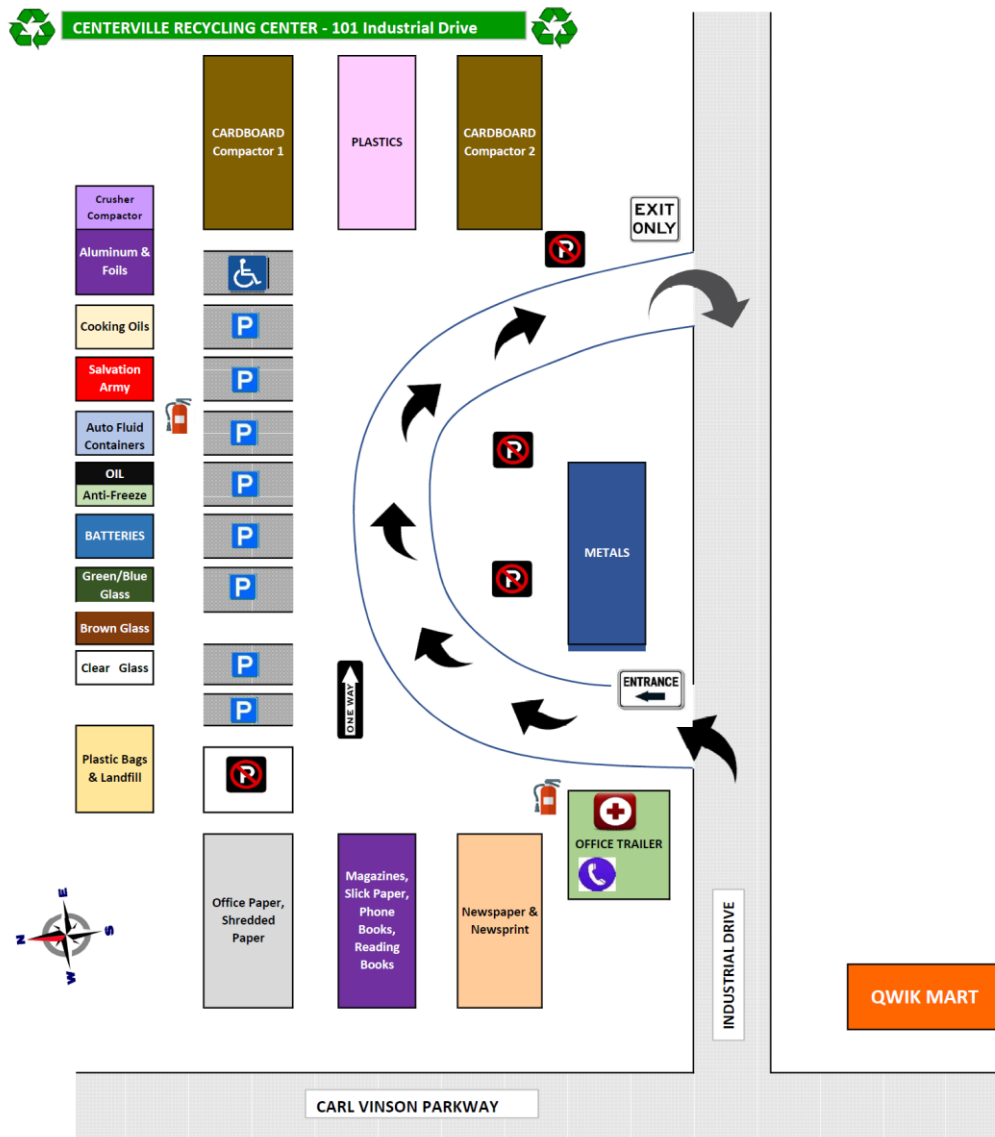 CENTERVILLE RECYCLING CENTER - 101 Industrial Drive
CARDBOARD
Compactor 1
PLASTICS
CARDBOARD
Compactor 2
Crusher
Compactor
EXIT
ONLY
P
Aluminum &
Foils
Cooking Oils
P
Salvation
Army
P
Auto Fluid
Containers
P
P
OIL
Anti-Freeze
P
BATTERIES
P
METALS
Green/Blue
Glass
P
P
Brown Glass
Clear Glass
P
ENTRANCE
ONE WAY
P
Plastic Bags
& Landfill
P
OFFICE TRAILER
Office Paper,
Shredded
Paper
Magazines,
Slick Paper,
Phone
Books,
Reading
Books
Newspaper &
Newsprint
N
E
S
W
INDUSTRIAL DRIVE
QWIK MART
CARL VINSON PARKWAY